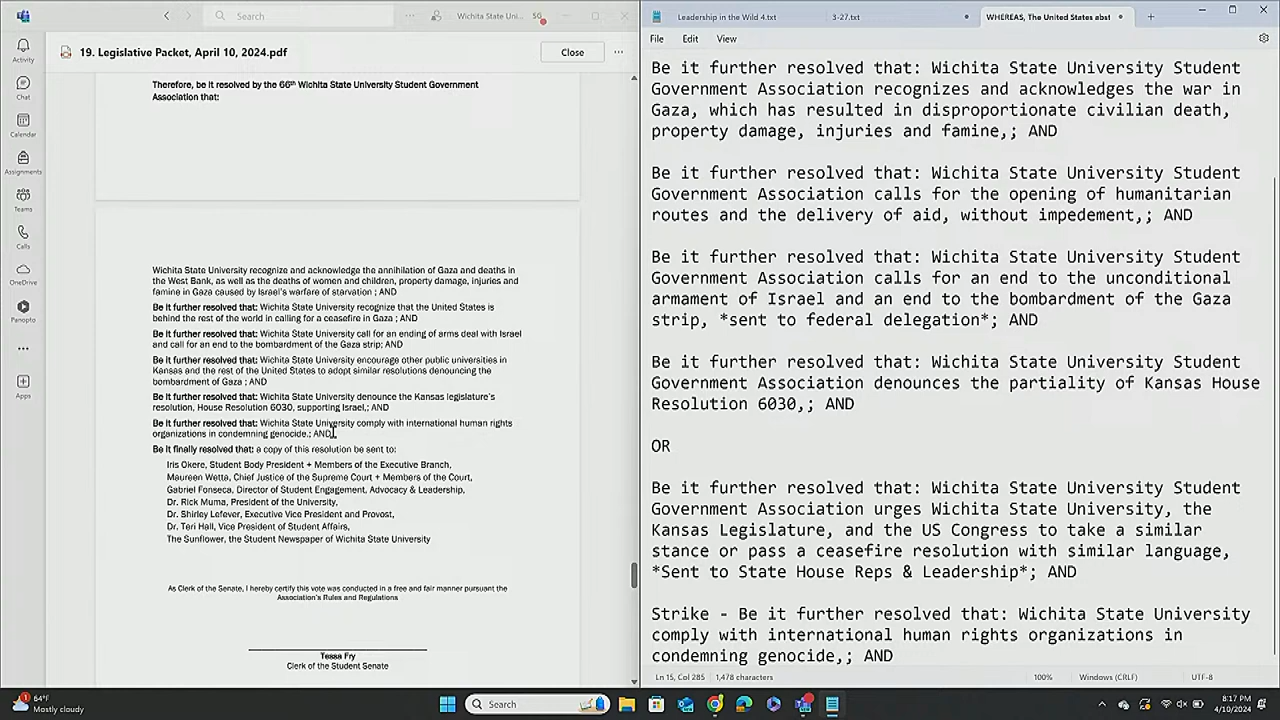 Search
Wichita State Uni...
SG
Activity
Chat
Calendar
Assignments
Teams
Calls
OneDrive
Panopto
Apps
19. Legislative Packet, April 10, 2024.pdf
Close
Therefore, be it resolved by the 66th Wichita State University Student Government
Association that:
Wichita State University recognize and acknowledge the annihilation of Gaza and deaths in
the West Bank, as well as the deaths of women and children, property damage, injuries and
famine in Gaza caused by Israel's warfare of starvation ; AND
Be it further resolved that: Wichita State University recognize that the United States is
behind the rest of the world in calling for a ceasefire in Gaza ; AND
Be it further resolved that: Wichita State University call for an ending of arms deal with Israel
and call for an end to the bombardment of the Gaza strip; AND
Be it further resolved that: Wichita State University encourage other public universities in
Kansas and the rest of the United States to adopt similar resolutions denouncing the
bombardment of Gaza ; AND
Be it further resolved that: Wichita State University denounce the Kansas legislature's
resolution, House Resolution 6030, supporting Israel,; AND
Be it further resolved that: Wichita State University comply with international human rights
organizations in condemning genocide.; AND
Be it finally resolved that: a copy of this resolution be sent to:
Iris Okere, Student Body President + Members of the Executive Branch,
Maureen Wetta, Chief Justice of the Supreme Court + Members of the Court,
Gabriel Fonseca, Director of Student Engagement, Advocacy & Leadership,
Dr. Rick Muma, President of the University,
Dr. Shirley Lefever, Executive Vice President and Provost,
Dr. Teri Hall, Vice President of Student Affairs,
The Sunflower, the Student Newspaper of Wichita State University
As Clerk of the Senate, I hereby certify this vote was conducted in a free and fair manner pursuant the
Association's Rules and Regulations
Tessa Fry
Clerk of the Student Senate
Leadership in the Wild 4.txt
3-27.txt
WHEREAS, The United States abst
File
Edit
View
Be it further resolved that: Wichita State University Student
Government Association recognizes and acknowledges the war in
Gaza, which has resulted in disproportionate civilian death,
property damage, injuries and famine,; AND
Be it further resolved that: Wichita State University Student
Government Association calls for the opening of humanitarian
routes and the delivery of aid, without impedement,; AND
Be it further resolved that: Wichita State University Student
Government Association calls for an end to the unconditional
armament of Israel and an end to the bombardment of the Gaza
strip, *sent to federal delegation*; AND
Be it further resolved that: Wichita State University Student
Government Association denounces the partiality of Kansas House
Resolution 6030,; AND
OR
Be it further resolved that: Wichita State University Student
Government Association urges Wichita State University, the
Kansas Legislature, and the US Congress to take a similar
stance or pass a ceasefire resolution with similar language,
*Sent to State House Reps & Leadership*; AND
Strike - Be it further resolved that: Wichita State University
comply with international human rights organizations in
condemning genocide,; AND
Ln 15, Col 285
1,478 characters
100%
Windows (CRLF)
UTF-8
1
64°F
Mostly cloudy
Search
8:17 PM
4/10/2024